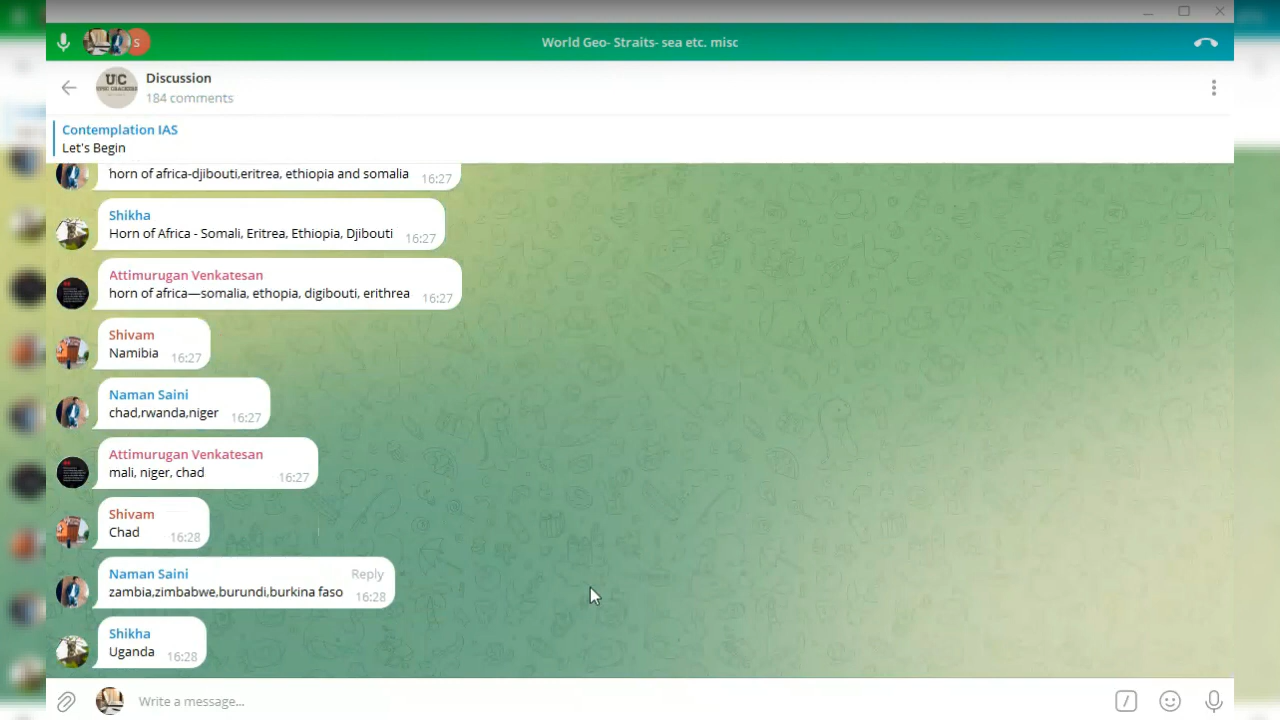 S
World Geo- Straits- sea etc. misc
UC
UPSC CRACKERS
Discussion
184 comments
Contemplation IAS
Let's Begin
horn of africa-djibouti,eritrea, ethiopia and somalia 16:27
Shikha
Horn of Africa - Somali, Eritrea, Ethiopia, Djibouti 16:27
Attimurugan Venkatesan
horn of africa—somalia, ethopia, digibouti, erithrea 16:27
Shivam
Namibia 16:27
Naman Saini
chad,rwanda,niger 16:27
Attimurugan Venkatesan
mali, niger, chad 16:27
Shivam
Chad 16:28
Naman Saini Reply
zambia,zimbabwe,burundi,burkina faso 16:28
Shikha
Uganda 16:28
Write a message...